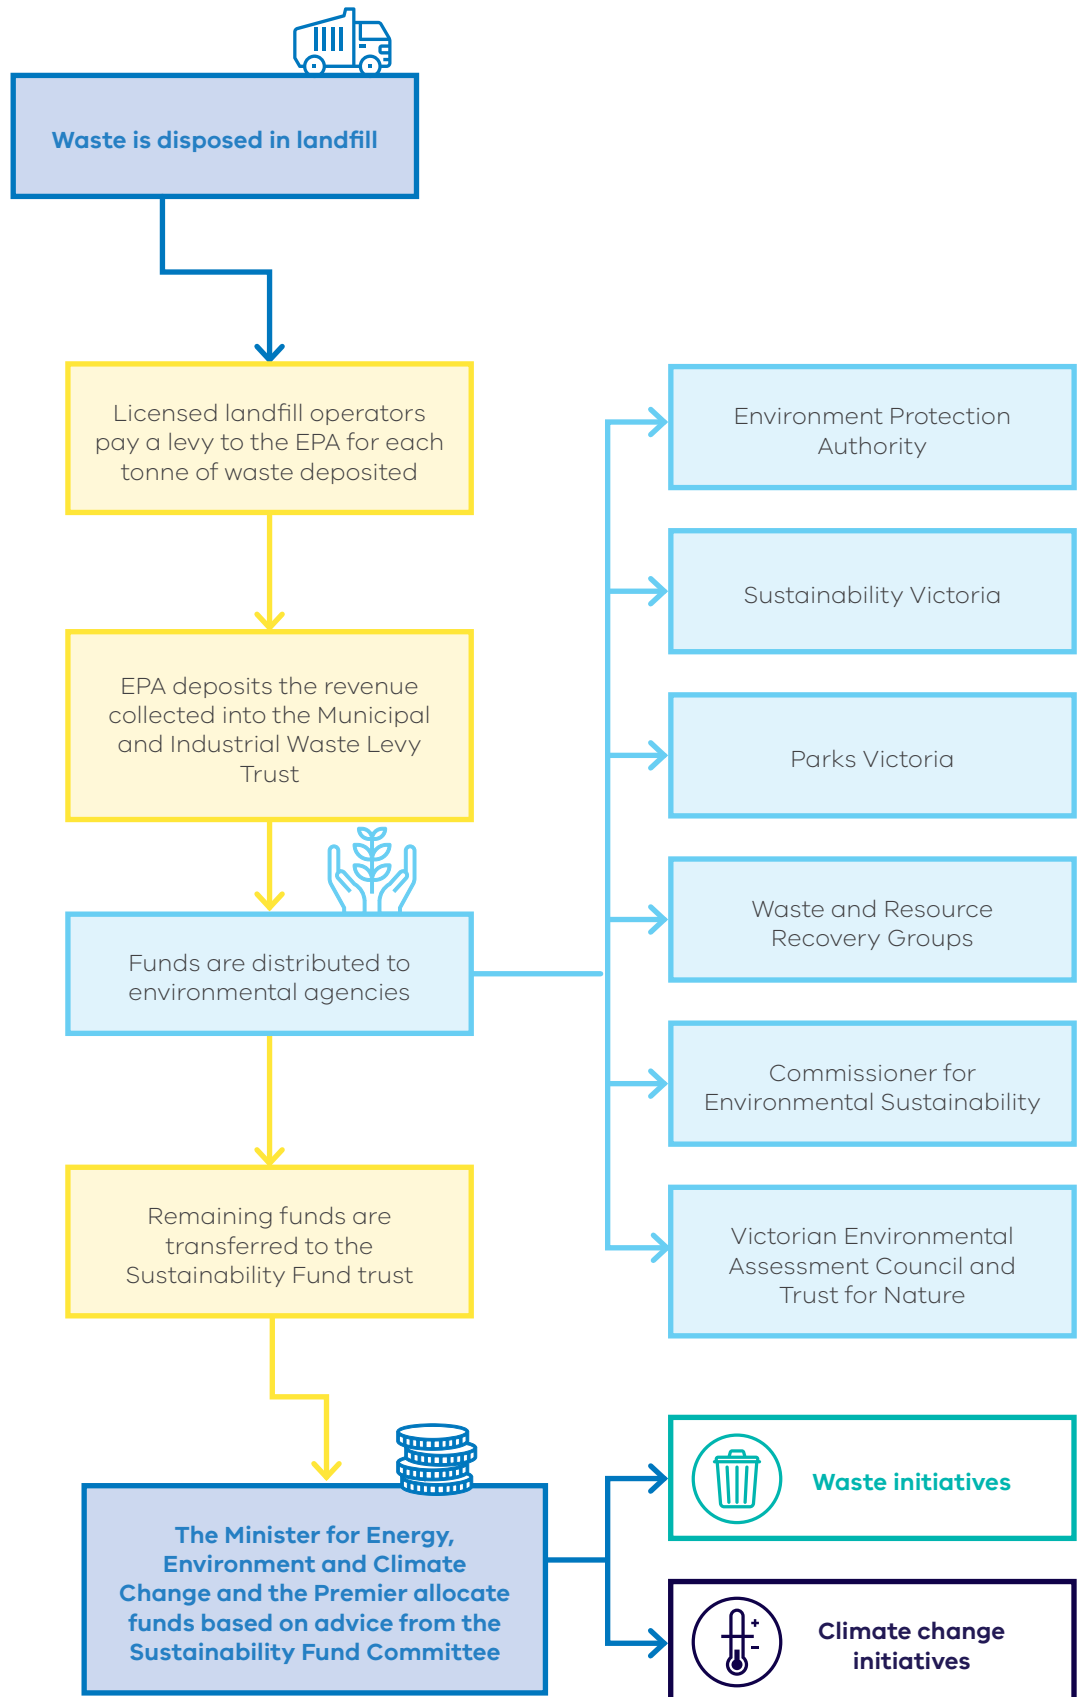 Waste is disposed in landfill
Licensed landfill operators
pay a levy to the EPA for each
tonne of waste deposited
EPA deposits the revenue
collected into the Municipal
and Industrial Waste Levy
Trust
Funds are distributed to
environmental agencies
Environment Protection
Authority
Sustainability Victoria
Parks Victoria
Waste and Resource
Recovery Groups
Commissioner for
Environmental Sustainability
Victorian Environmental
Assessment Council and
Trust for Nature
Remaining funds are
transferred to the
Sustainability Fund trust
The Minister for Energy,
Environment and Climate
Change and the Premier allocate
funds based on advice from the
Sustainability Fund Committee
Waste initiatives
Climate change
initiatives